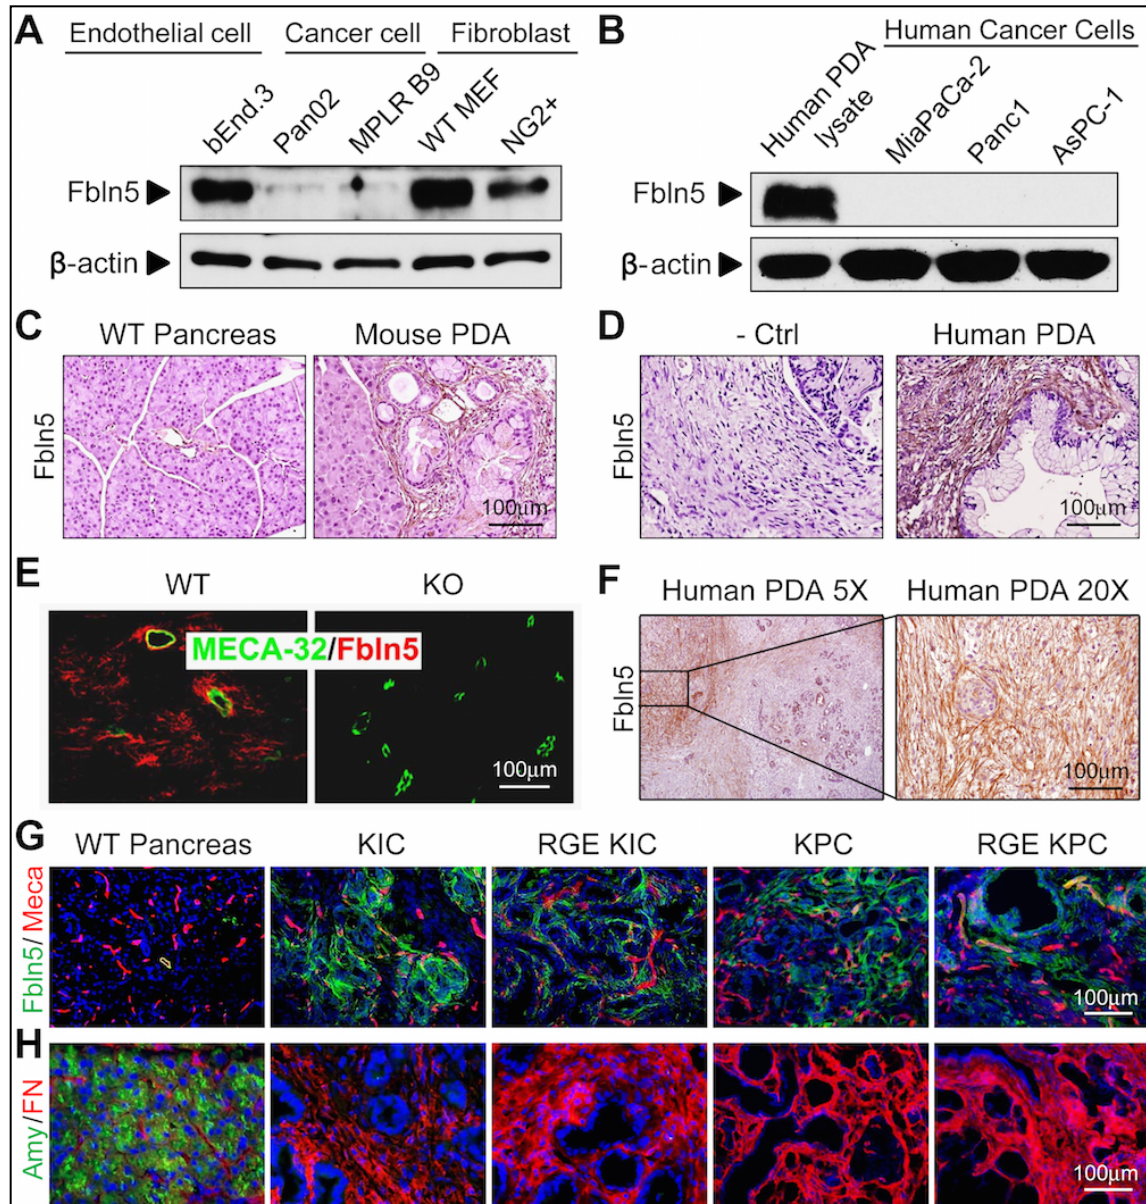 A
Endothelial cell Cancer cell Fibroblast
bEnd.3 Pan02 MPLR B9 WT MEF NG2+
Fbln5
β-actin
B
Human Cancer Cells
Human PDA
lysate
MiaPaCa-2 Panc1 AsPC-1
Fbln5
β-actin
C
WT Pancreas Mouse PDA
Fbln5
100μm
D
- Ctrl Human PDA
Fbln5
100μm
E
WT KO
MECA-32/Fbln5
100μm
F
Human PDA 5X Human PDA 20X
Fbln5
100μm
G
WT Pancreas KIC RGE KIC KPC RGE KPC
Fbln5/Meca
100μm
H
Amy/FN
100μm